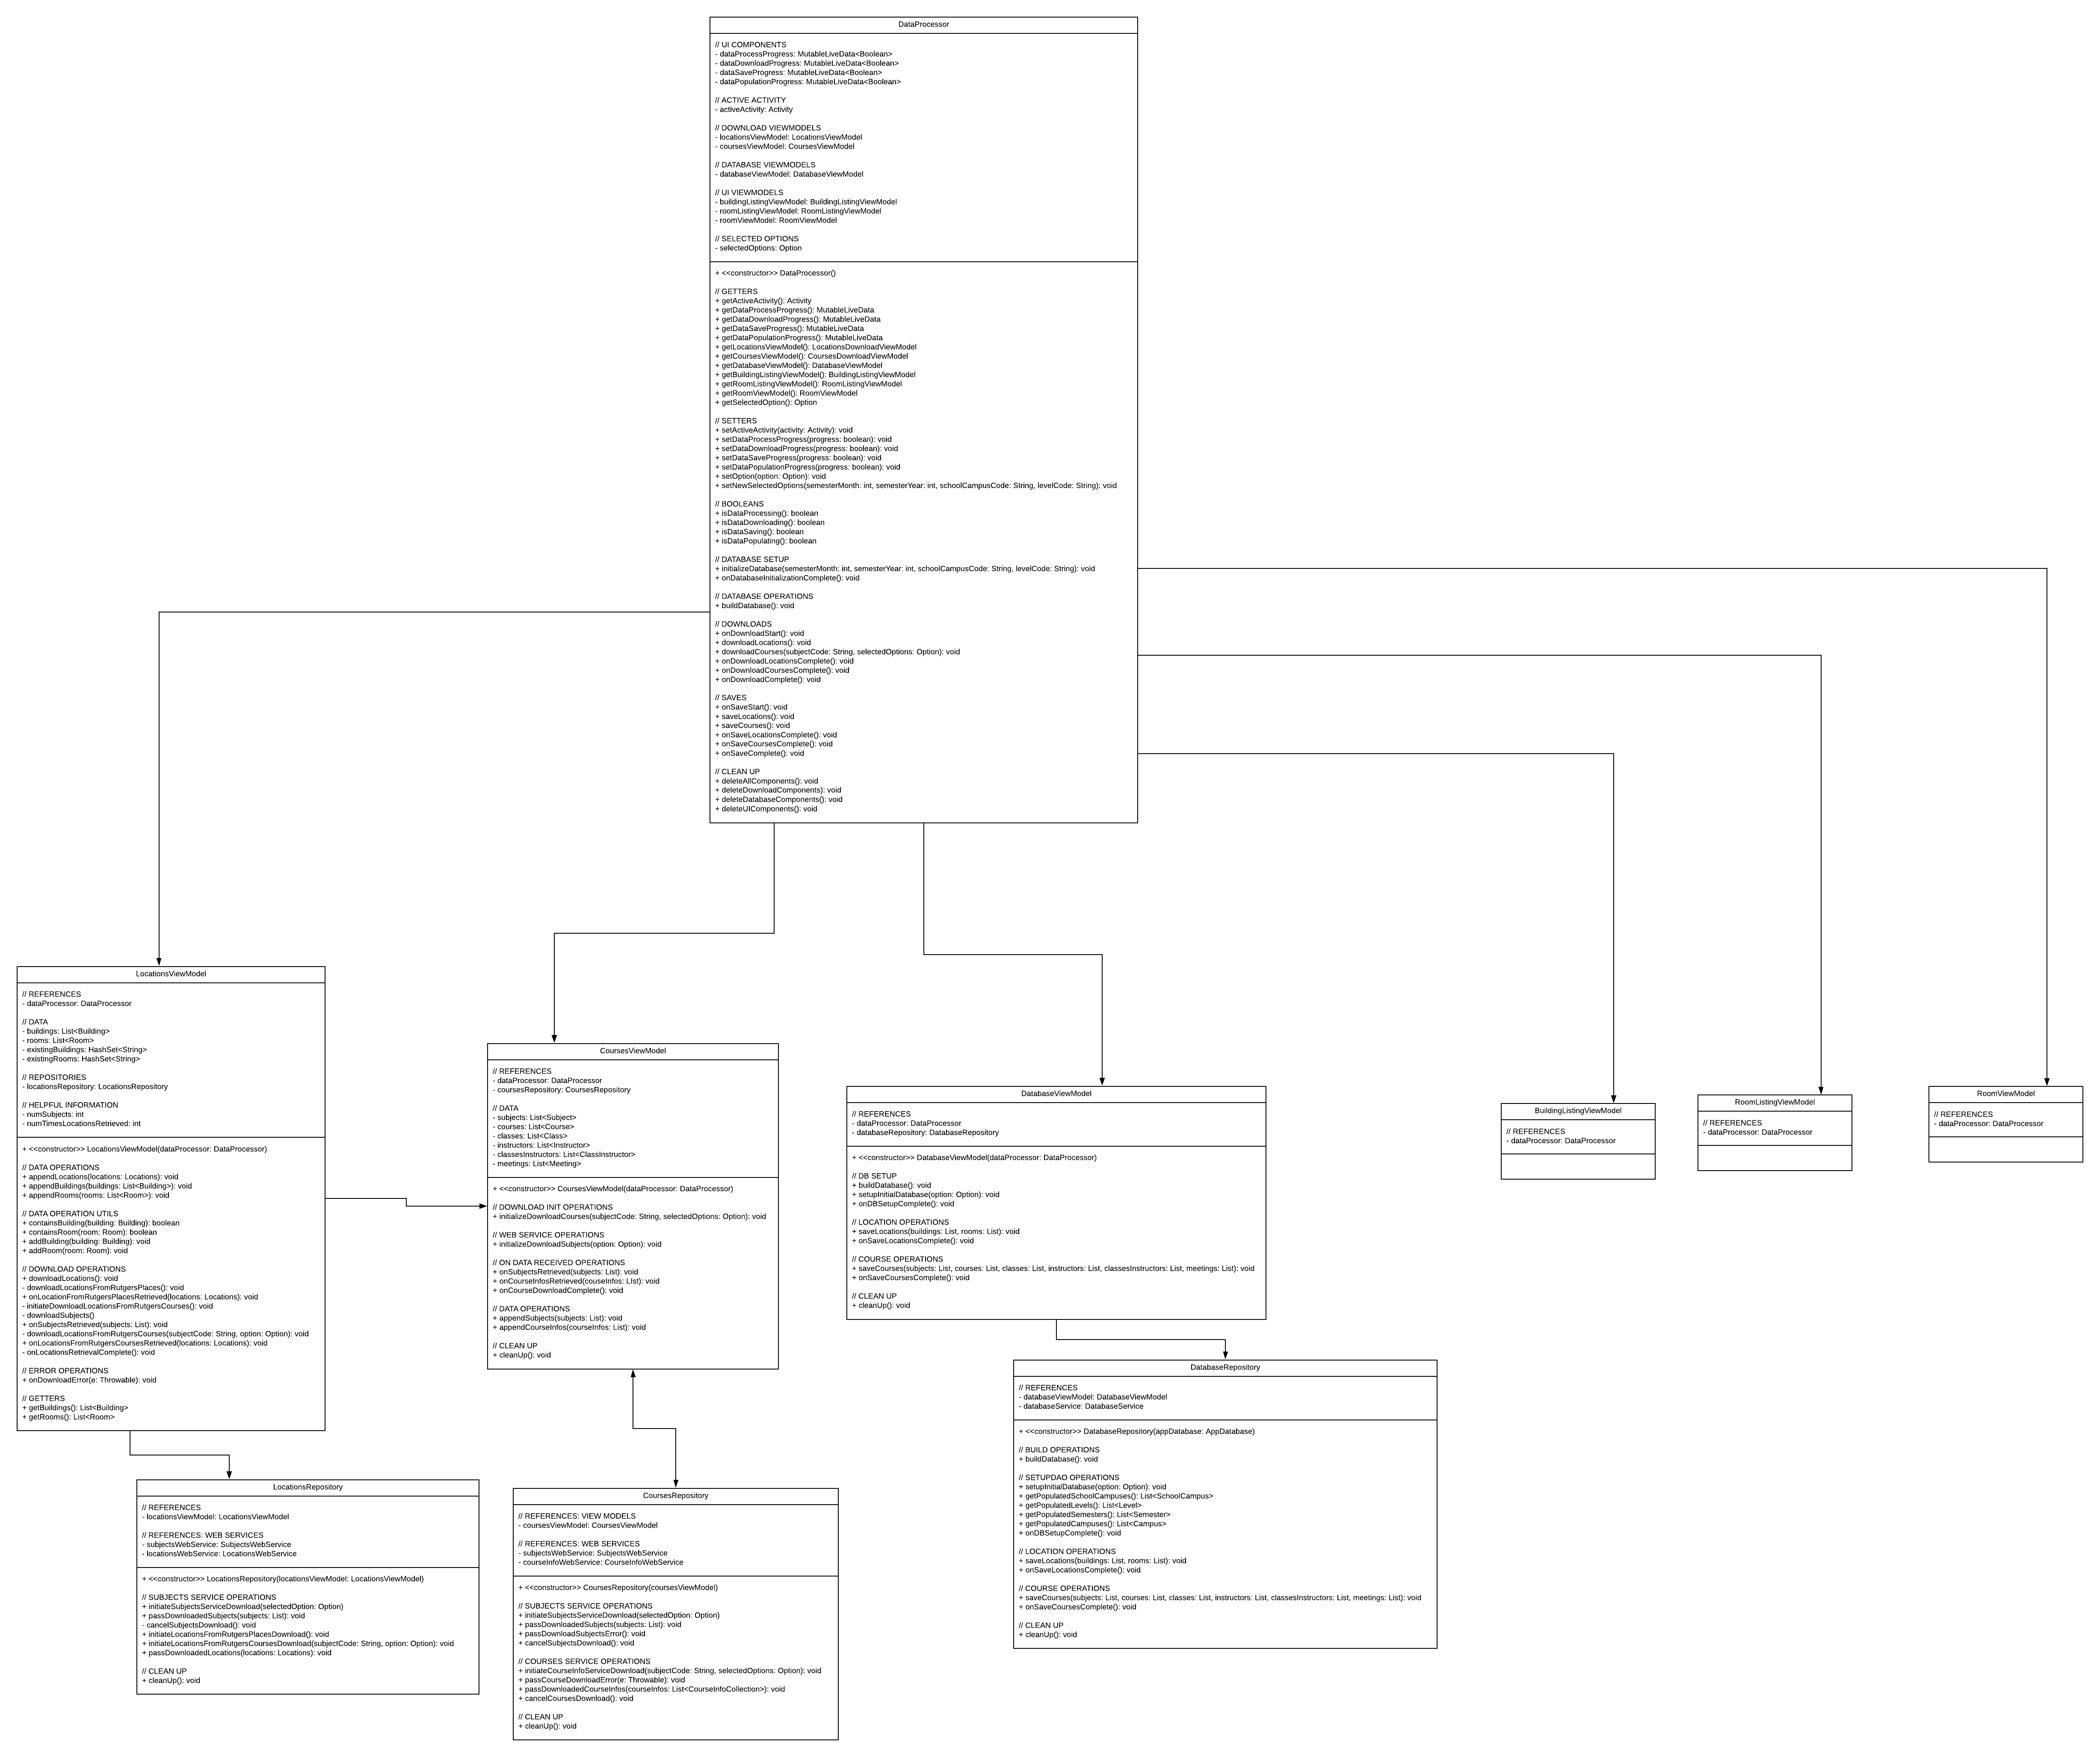 DataProcessor
// UI COMPONENTS
- dataProcessProgress: MutableLiveData<Boolean>
- dataDownloadProgress: MutableLiveData<Boolean>
- dataSaveProgress: MutableLiveData<Boolean>
- dataPopulationProgress: MutableLiveData<Boolean>
// ACTIVE ACTIVITY
- activeActivity: Activity
// DOWNLOAD VIEWMODELS
- locationsViewModel: LocationsViewModel
- coursesViewModel: CoursesViewModel
// DATABASE VIEWMODELS
- databaseViewModel: DatabaseViewModel
// UI VIEWMODELS
- buildingListingViewModel: BuildingListingViewModel
- roomListingViewModel: RoomListingViewModel
- roomViewModel: RoomViewModel
// SELECTED OPTIONS
- selectedOptions: Option
+ <<constructor>> DataProcessor()
// GETTERS
+ getActiveActivity(): Activity
+ getDataProcessProgress(): MutableLiveData
+ getDataDownloadProgress(): MutableLiveData
+ getDataSaveProgress(): MutableLiveData
+ getDataPopulationProgress(): MutableLiveData
+ getLocationsViewModel(): LocationsDownloadViewModel
+ getCoursesViewModel(): CoursesDownloadViewModel
+ getDatabaseViewModel(): DatabaseViewModel
+ getBuildingListingViewModel(): BuildingListingViewModel
+ getRoomListingViewModel(): RoomListingViewModel
+ getRoomViewModel(): RoomViewModel
+ getSelectedOption(): Option
// SETTERS
+ setActiveActivity(activity: Activity): void
+ setDataProcessProgress(progress: boolean): void
+ setDataDownloadProgress(progress: boolean): void
+ setDataSaveProgress(progress: boolean): void
+ setDataPopulationProgress(progress: boolean): void
+ setOption(option: Option): void
+ setNewSelectedOptions(semesterMonth: int, semesterYear: int, schoolCampusCode: String, levelCode: String): void
// BOOLEANS
+ isDataProcessing(): boolean
+ isDataDownloading(): boolean
+ isDataSaving(): boolean
+ isDataPopulating(): boolean
// DATABASE SETUP
+ initializeDatabase(semesterMonth: int, semesterYear: int, schoolCampusCode: String, levelCode: String): void
+ onDatabaseInitializationComplete(): void
// DATABASE OPERATIONS
+ buildDatabase(): void
// DOWNLOADS
+ onDownloadStart(): void
+ downloadLocations(): void
+ downloadCourses(subjectCode: String, selectedOptions: Option): void
+ onDownloadLocationsComplete(): void
+ onDownloadCoursesComplete(): void
+ onDownloadComplete(): void
// SAVES
+ onSaveStart(): void
+ saveLocations(): void
+ saveCourses(): void
+ onSaveLocationsComplete(): void
+ onSaveCoursesComplete(): void
+ onSaveComplete(): void
// CLEAN UP
+ deleteAllComponents(): void
+ deleteDownloadComponents): void
+ deleteDatabaseComponents(): void
+ deleteUIComponents(): void
LocationsViewModel
// REFERENCES
- dataProcessor: DataProcessor
// DATA
- buildings: List<Building>
- rooms: List<Room>
- existingBuildings: HashSet<String>
- existingRooms: HashSet<String>
// REPOSITORIES
- locationsRepository: LocationsRepository
// HELPFUL INFORMATION
- numSubjects: int
- numTimesLocationsRetrieved: int
+ <<constructor>> LocationsViewModel(dataProcessor: DataProcessor)
// DATA OPERATIONS
+ appendLocations(locations: Locations): void
+ appendBuildings(buildings: List<Building>): void
+ appendRooms(rooms: List<Room>): void
// DATA OPERATION UTILS
+ containsBuilding(building: Building): boolean
+ containsRoom(room: Room): boolean
+ addBuilding(building: Building): void
+ addRoom(room: Room): void
// DOWNLOAD OPERATIONS
+ downloadLocations(): void
- downloadLocationsFromRutgersPlaces(): void
+ onLocationFromRutgersPlacesRetrieved(locations: Locations): void
- initiateDownloadLocationsFromRutgersCourses(): void
- downloadSubjects()
+ onSubjectsRetrieved(subjects: List): void
- downloadLocationsFromRutgersCourses(subjectCode: String, option: Option): void
+ onLocationsFromRutgersCoursesRetrieved(locations: Locations): void
- onLocationsRetrievalComplete(): void
// ERROR OPERATIONS
+ onDownloadError(e: Throwable): void
// GETTERS
+ getBuildings(): List<Building>
+ getRooms(): List<Room>
CoursesViewModel
// REFERENCES
- dataProcessor: DataProcessor
- coursesRepository: CoursesRepository
// DATA
- subjects: List<Subject>
- courses: List<Course>
- classes: List<Class>
- instructors: List<Instructor>
- classesInstructors: List<ClassInstructor>
- meetings: List<Meeting>
+ <<constructor>> CoursesViewModel(dataProcessor: DataProcessor)
// DOWNLOAD INIT OPERATIONS
+ initializeDownloadCourses(subjectCode: String, selectedOptions: Option): void
// WEB SERVICE OPERATIONS
+ initializeDownloadSubjects(option: Option): void
// ON DATA RECEIVED OPERATIONS
+ onSubjectsRetrieved(subjects: List): void
+ onCourseInfosRetrieved(couseInfos: LIst): void
+ onCourseDownloadComplete(): void
// DATA OPERATIONS
+ appendSubjects(subjects: List): void
+ appendCourseInfos(courseInfos: List): void
// CLEAN UP
+ cleanUp(): void
DatabaseViewModel
// REFERENCES
- dataProcessor: DataProcessor
- databaseRepository: DatabaseRepository
+ <<constructor>> DatabaseViewModel(dataProcessor: DataProcessor)
// DB SETUP
+ buildDatabase(): void
+ setupInitialDatabase(option: Option): void
+ onDBSetupComplete(): void
// LOCATION OPERATIONS
+ saveLocations(buildings: List, rooms: List): void
+ onSaveLocationsComplete(): void
// COURSE OPERATIONS
+ saveCourses(subjects: List, courses: List, classes: List, instructors: List, classesInstructors: List, meetings: List): void
+ onSaveCoursesComplete(): void
// CLEAN UP
+ cleanUp(): void
BuildingListingViewModel
// REFERENCES
- dataProcessor: DataProcessor
RoomListingViewModel
// REFERENCES
- dataProcessor: DataProcessor
RoomViewModel
// REFERENCES
- dataProcessor: DataProcessor
LocationsRepository
// REFERENCES
- locationsViewModel: LocationsViewModel
// REFERENCES: WEB SERVICES
- subjectsWebService: SubjectsWebService
- locationsWebService: LocationsWebService
+ <<constructor>> LocationsRepository(locationsViewModel: LocationsViewModel)
// SUBJECTS SERVICE OPERATIONS
+ initiateSubjectsServiceDownload(selectedOption: Option)
+ passDownloadedSubjects(subjects: List): void
- cancelSubjectsDownload(): void
+ initiateLocationsFromRutgersPlacesDownload(): void
+ initiateLocationsFromRutgersCoursesDownload(subjectCode: String, option: Option): void
+ passDownloadedLocations(locations: Locations): void
// CLEAN UP
+ cleanUp(): void
CoursesRepository
// REFERENCES: VIEW MODELS
- coursesViewModel: CoursesViewModel
// REFERENCES: WEB SERVICES
- subjectsWebService: SubjectsWebService
- courseInfoWebService: CourseInfoWebService
+ <<constructor>> CoursesRepository(coursesViewModel)
// SUBJECTS SERVICE OPERATIONS
+ initiateSubjectsServiceDownload(selectedOption: Option)
+ passDownloadedSubjects(subjects: List): void
+ passDownloadSubjectsError(): void
+ cancelSubjectsDownload(): void
// COURSES SERVICE OPERATIONS
+ initiateCourseInfoServiceDownload(subjectCode: String, selectedOptions: Option): void
+ passCourseDownloadError(e: Throwable): void
+ passDownloadedCourseInfos(courseInfos: List<CourseInfoCollection>): void
+ cancelCoursesDownload(): void
// CLEAN UP
+ cleanUp(): void
DatabaseRepository
// REFERENCES
- databaseViewModel: DatabaseViewModel
- databaseService: DatabaseService
+ <<constructor>> DatabaseRepository(appDatabase: AppDatabase)
// BUILD OPERATIONS
+ buildDatabase(): void
// SETUPDAO OPERATIONS
+ setupInitialDatabase(option: Option): void
+ getPopulatedSchoolCampuses(): List<SchoolCampus>
+ getPopulatedLevels(): List<Level>
+ getPopulatedSemesters(): List<Semester>
+ getPopulatedCampuses(): List<Campus>
+ onDBSetupComplete(): void
// LOCATION OPERATIONS
+ saveLocations(buildings: List, rooms: List): void
+ onSaveLocationsComplete(): void
// COURSE OPERATIONS
+ saveCourses(subjects: List, courses: List, classes: List, instructors: List, classesInstructors: List, meetings: List): void
+ onSaveCoursesComplete(): void
// CLEAN UP
+ cleanUp(): void